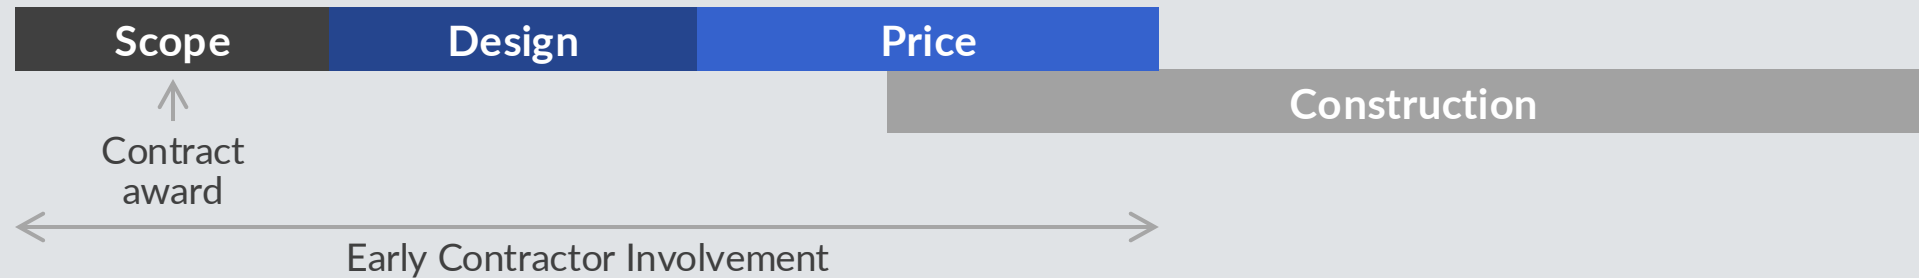 Scope Design Price
Construction
Contract
award
Early Contractor Involvement